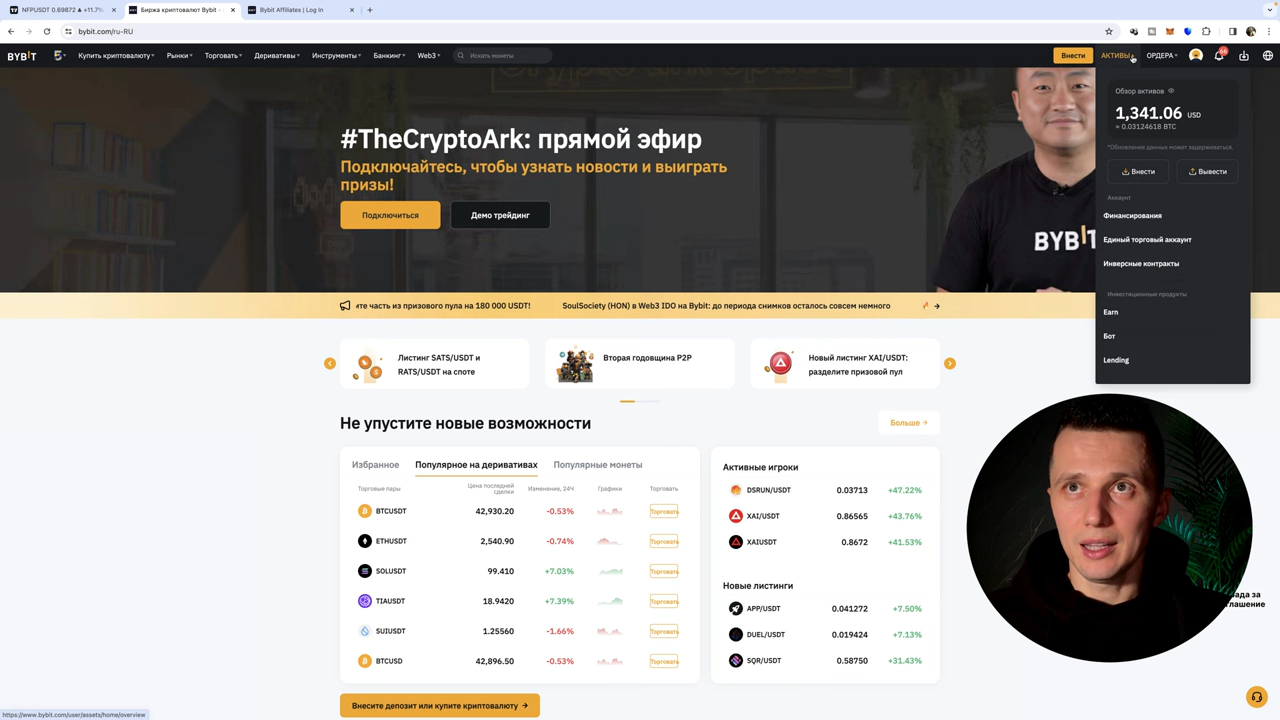 NFPUSDT 0.69872 ▲ +11.7%
Биржа криптовалют Bybit -
Bybit Affiliates | Log In
bybit.com/ru-RU
BYBIT
Купить криптовалюту
Рынки
Торговать
Деривативы
Инструменты
Банкинг
Web3
Искать монеты
Внести
АКТИВЫ
ОРДЕРА
66
#TheCryptoArk: прямой эфир
Подключайтесь, чтобы узнать новости и выиграть
призы!
Подключиться
Демо трейдинг
BYBIT
Обзор активов
1,341.06 USD
≈ 0.03124618 BTC
*Обновление данных может задерживаться.
Внести
Вывести
Аккаунт
Финансирования
Единый торговый аккаунт
Инверсные контракты
Инвестиционные продукты
Earn
Бот
Lending
ите часть из призового пула на 180 000 USDT!
SoulSociety (HON) в Web3 IDO на Bybit: до периода снимков осталось совсем немного
Листинг SATS/USDT и
RATS/USDT на споте
Вторая годовщина P2P
Новый листинг XAI/USDT:
разделите призовой пул
Не упустите новые возможности
Больше →
Избранное
Популярное на деривативах
Популярные монеты
Торговые пары
Цена последней
сделки
Изменение, 24Ч
Графики
Торговать
BTCUSDT 42,930.20 -0.53% Торговать
ETHUSDT 2,540.90 -0.74% Торговать
SOLUSDT 99.410 +7.03% Торговать
TIAUSDT 18.9420 +7.39% Торговать
SUIUSDT 1.25560 -1.66% Торговать
BTCUSD 42,896.50 -0.53% Торговать
Активные игроки
DSRUN/USDT 0.03713 +47.22%
XAI/USDT 0.86565 +43.76%
XAIUSDT 0.8672 +41.53%
Новые листинги
APP/USDT 0.041272 +7.50%
DUEL/USDT 0.019424 +7.13%
SQR/USDT 0.58750 +31.43%
рада за
глашение
Внесите депозит или купите криптовалюту →
https://www.bybit.com/user/assets/home/overview